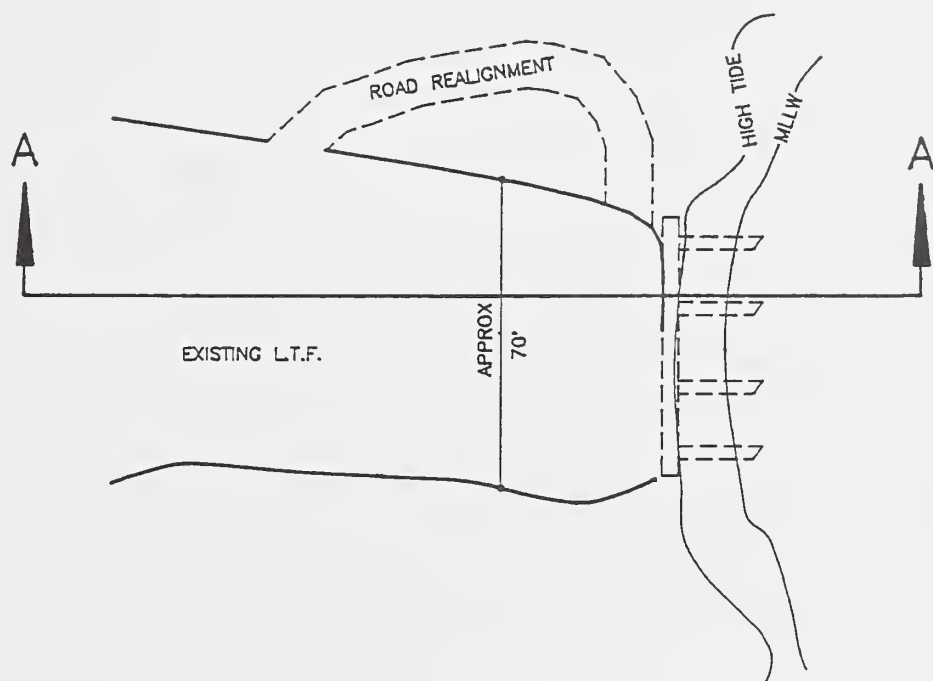 ROAD REALIGNMENT
HIGH TIDE
MLLW
A
A
EXISTING L.T.F.
APPROX
70'